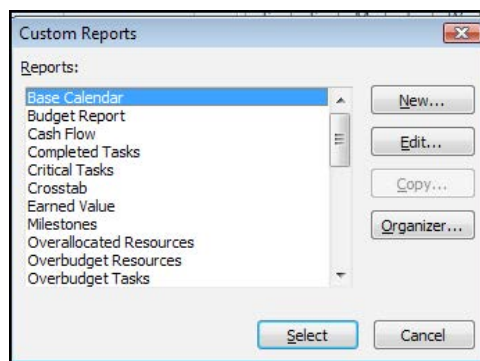 Custom Reports
Reports:
Base Calendar
Budget Report
Cash Flow
Completed Tasks
Critical Tasks
Crosstab
Earned Value
Milestones
Overallocated Resources
Overbudget Resources
Overbudget Tasks
New...
Edit...
Copy...
Organizer...
Select
Cancel